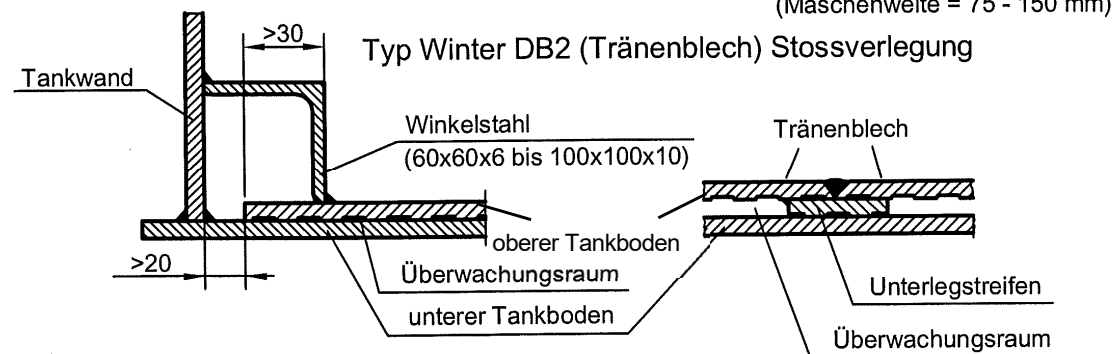 (Maschenweite = 75 - 150 mm)
>30
Typ Winter DB2 (Tränenblech) Stossverlegung
Tankwand
Winkelstahl
(60x60x6 bis 100x100x10)
Tränenblech
oberer Tankboden
>20
Überwachungsraum
unterer Tankboden
Unterlegstreifen
Überwachungsraum